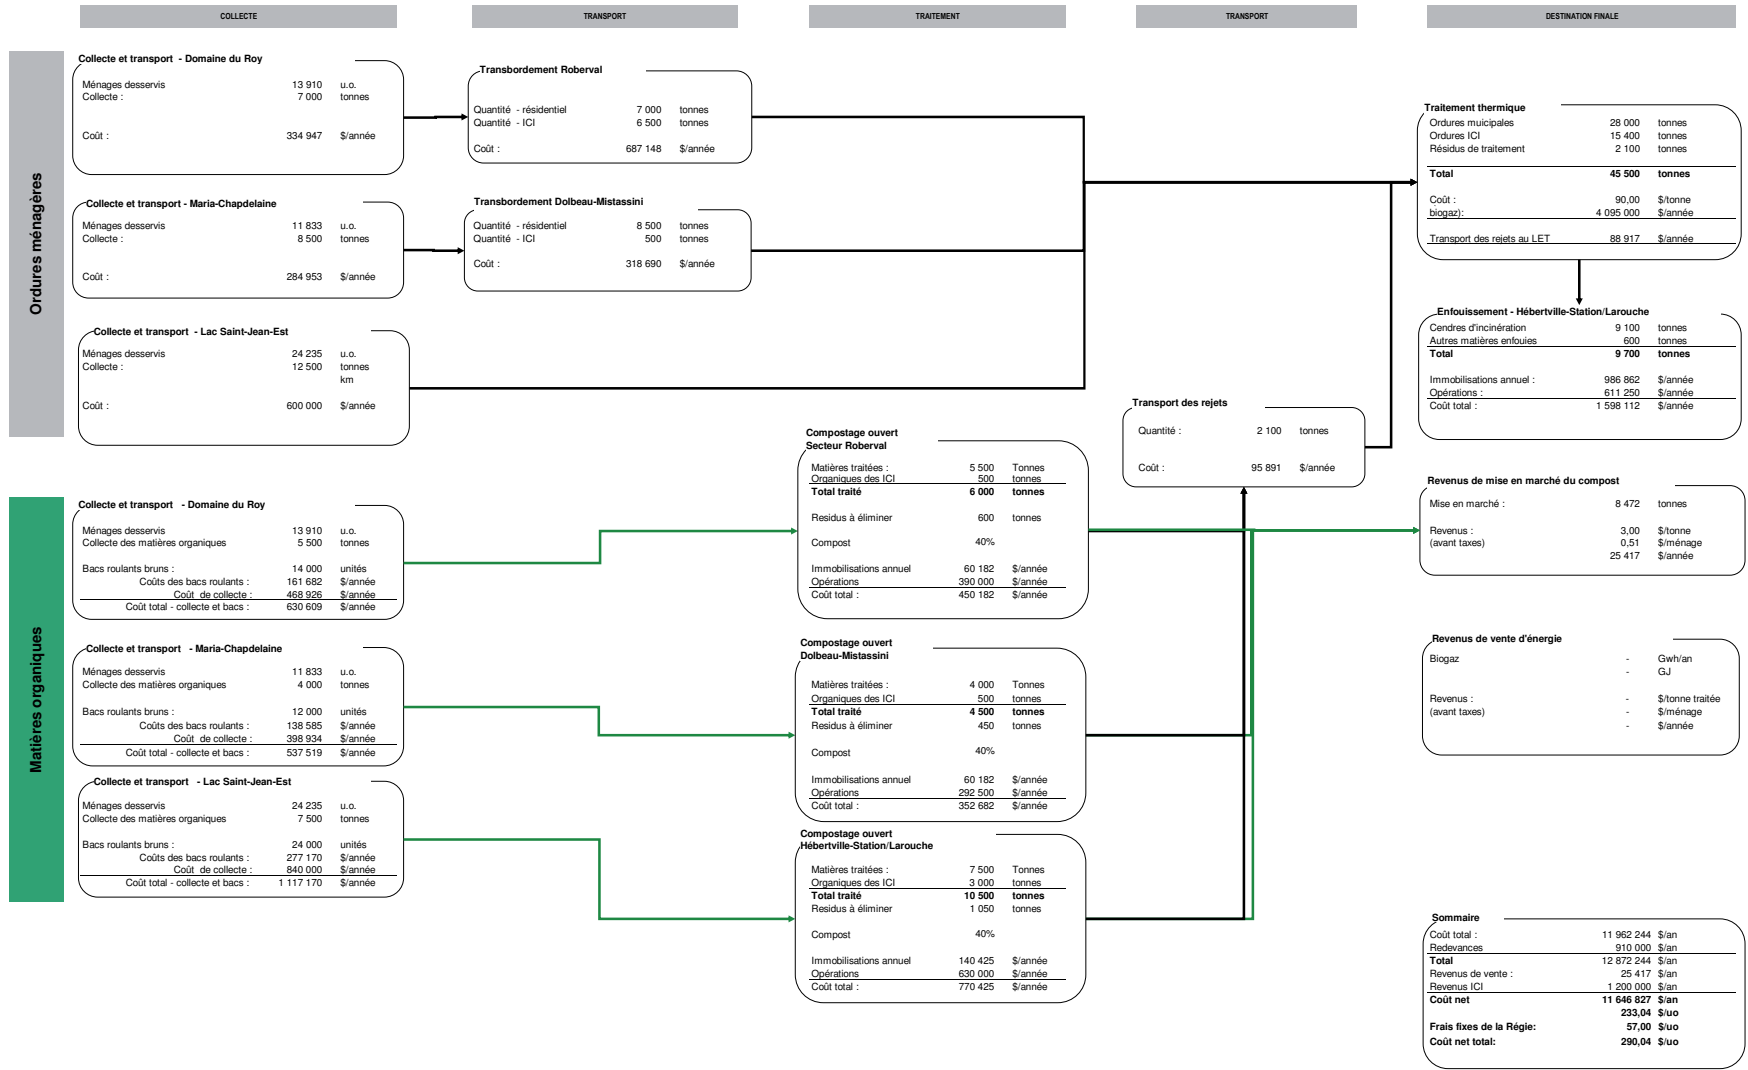 COLLECTE
TRANSPORT
TRAITEMENT
TRANSPORT
DESTINATION FINALE
Ordures ménagères
Collecte et transport - Domaine du Roy
Ménages desservis 13 910 u.o.
Collecte : 7 000 tonnes
Coût : 334 947 $/année
Transbordement Roberval
Quantité - résidentiel 7 000 tonnes
Quantité - ICI 6 500 tonnes
Coût : 687 148 $/année
Collecte et transport - Maria-Chapdelaine
Ménages desservis 11 833 u.o.
Collecte : 8 500 tonnes
Coût : 284 953 $/année
Transbordement Dolbeau-Mistassini
Quantité - résidentiel 8 500 tonnes
Quantité - ICI 500 tonnes
Coût : 318 690 $/année
Collecte et transport - Lac Saint-Jean-Est
Ménages desservis 24 235 u.o.
Collecte : 12 500 tonnes
km
Coût : 600 000 $/année
Traitement thermique
Ordures muicipales 28 000 tonnes
Ordures ICI 15 400 tonnes
Résidus de traitement 2 100 tonnes
Total 45 500 tonnes
Coût : 90,00 $/tonne
biogaz): 4 095 000 $/année
Transport des rejets au LET 88 917 $/année
Enfouissement - Hébertville-Station/Larouche
Cendres d'incinération 9 100 tonnes
Autres matières enfouies 600 tonnes
Total 9 700 tonnes
Immobilisations annuel : 986 862 $/année
Opérations : 611 250 $/année
Coût total : 1 598 112 $/année
Transport des rejets
Quantité : 2 100 tonnes
Coût : 95 891 $/année
Matières organiques
Collecte et transport - Domaine du Roy
Ménages desservis 13 910 u.o.
Collecte des matières organiques 5 500 tonnes
Bacs roulants bruns : 14 000 unités
Coûts des bacs roulants : 161 682 $/année
Coût de collecte : 468 926 $/année
Coût total - collecte et bacs : 630 609 $/année
Collecte et transport - Maria-Chapdelaine
Ménages desservis 11 833 u.o.
Collecte des matières organiques 4 000 tonnes
Bacs roulants bruns : 12 000 unités
Coûts des bacs roulants : 138 585 $/année
Coût de collecte : 398 934 $/année
Coût total - collecte et bacs : 537 519 $/année
Collecte et transport - Lac Saint-Jean-Est
Ménages desservis 24 235 u.o.
Collecte des matières organiques 7 500 tonnes
Bacs roulants bruns : 24 000 unités
Coûts des bacs roulants : 277 170 $/année
Coût de collecte : 840 000 $/année
Coût total - collecte et bacs : 1 117 170 $/année
Compostage ouvert
Secteur Roberval
Matières traitées : 5 500 Tonnes
Organiques des ICI 500 tonnes
Total traité 6 000 tonnes
Residus à éliminer 600 tonnes
Compost 40%
Immobilisations annuel 60 182 $/année
Opérations 390 000 $/année
Coût total : 450 182 $/année
Compostage ouvert
Dolbeau-Mistassini
Matières traitées : 4 000 Tonnes
Organiques des ICI 500 tonnes
Total traité 4 500 tonnes
Residus à éliminer 450 tonnes
Compost 40%
Immobilisations annuel 60 182 $/année
Opérations 292 500 $/année
Coût total : 352 682 $/année
Compostage ouvert
Hébertville-Station/Larouche
Matières traitées : 7 500 Tonnes
Organiques des ICI 3 000 tonnes
Total traité 10 500 tonnes
Residus à éliminer 1 050 tonnes
Compost 40%
Immobilisations annuel 140 425 $/année
Opérations 630 000 $/année
Coût total : 770 425 $/année
Revenus de mise en marché du compost
Mise en marché : 8 472 tonnes
Revenus : 3,00 $/tonne
(avant taxes) 0,51 $/ménage
25 417 $/année
Revenus de vente d'énergie
Biogaz - Gwh/an
- GJ
Revenus : - $/tonne traitée
(avant taxes) - $/ménage
- $/année
Sommaire
Coût total : 11 962 244 $/an
Redevances 910 000 $/an
Total 12 872 244 $/an
Revenus de vente : 25 417 $/an
Revenus ICI 1 200 000 $/an
Coût net 11 646 827 $/an
233,04 $/uo
Frais fixes de la Régie: 57,00 $/uo
Coût net total: 290,04 $/uo